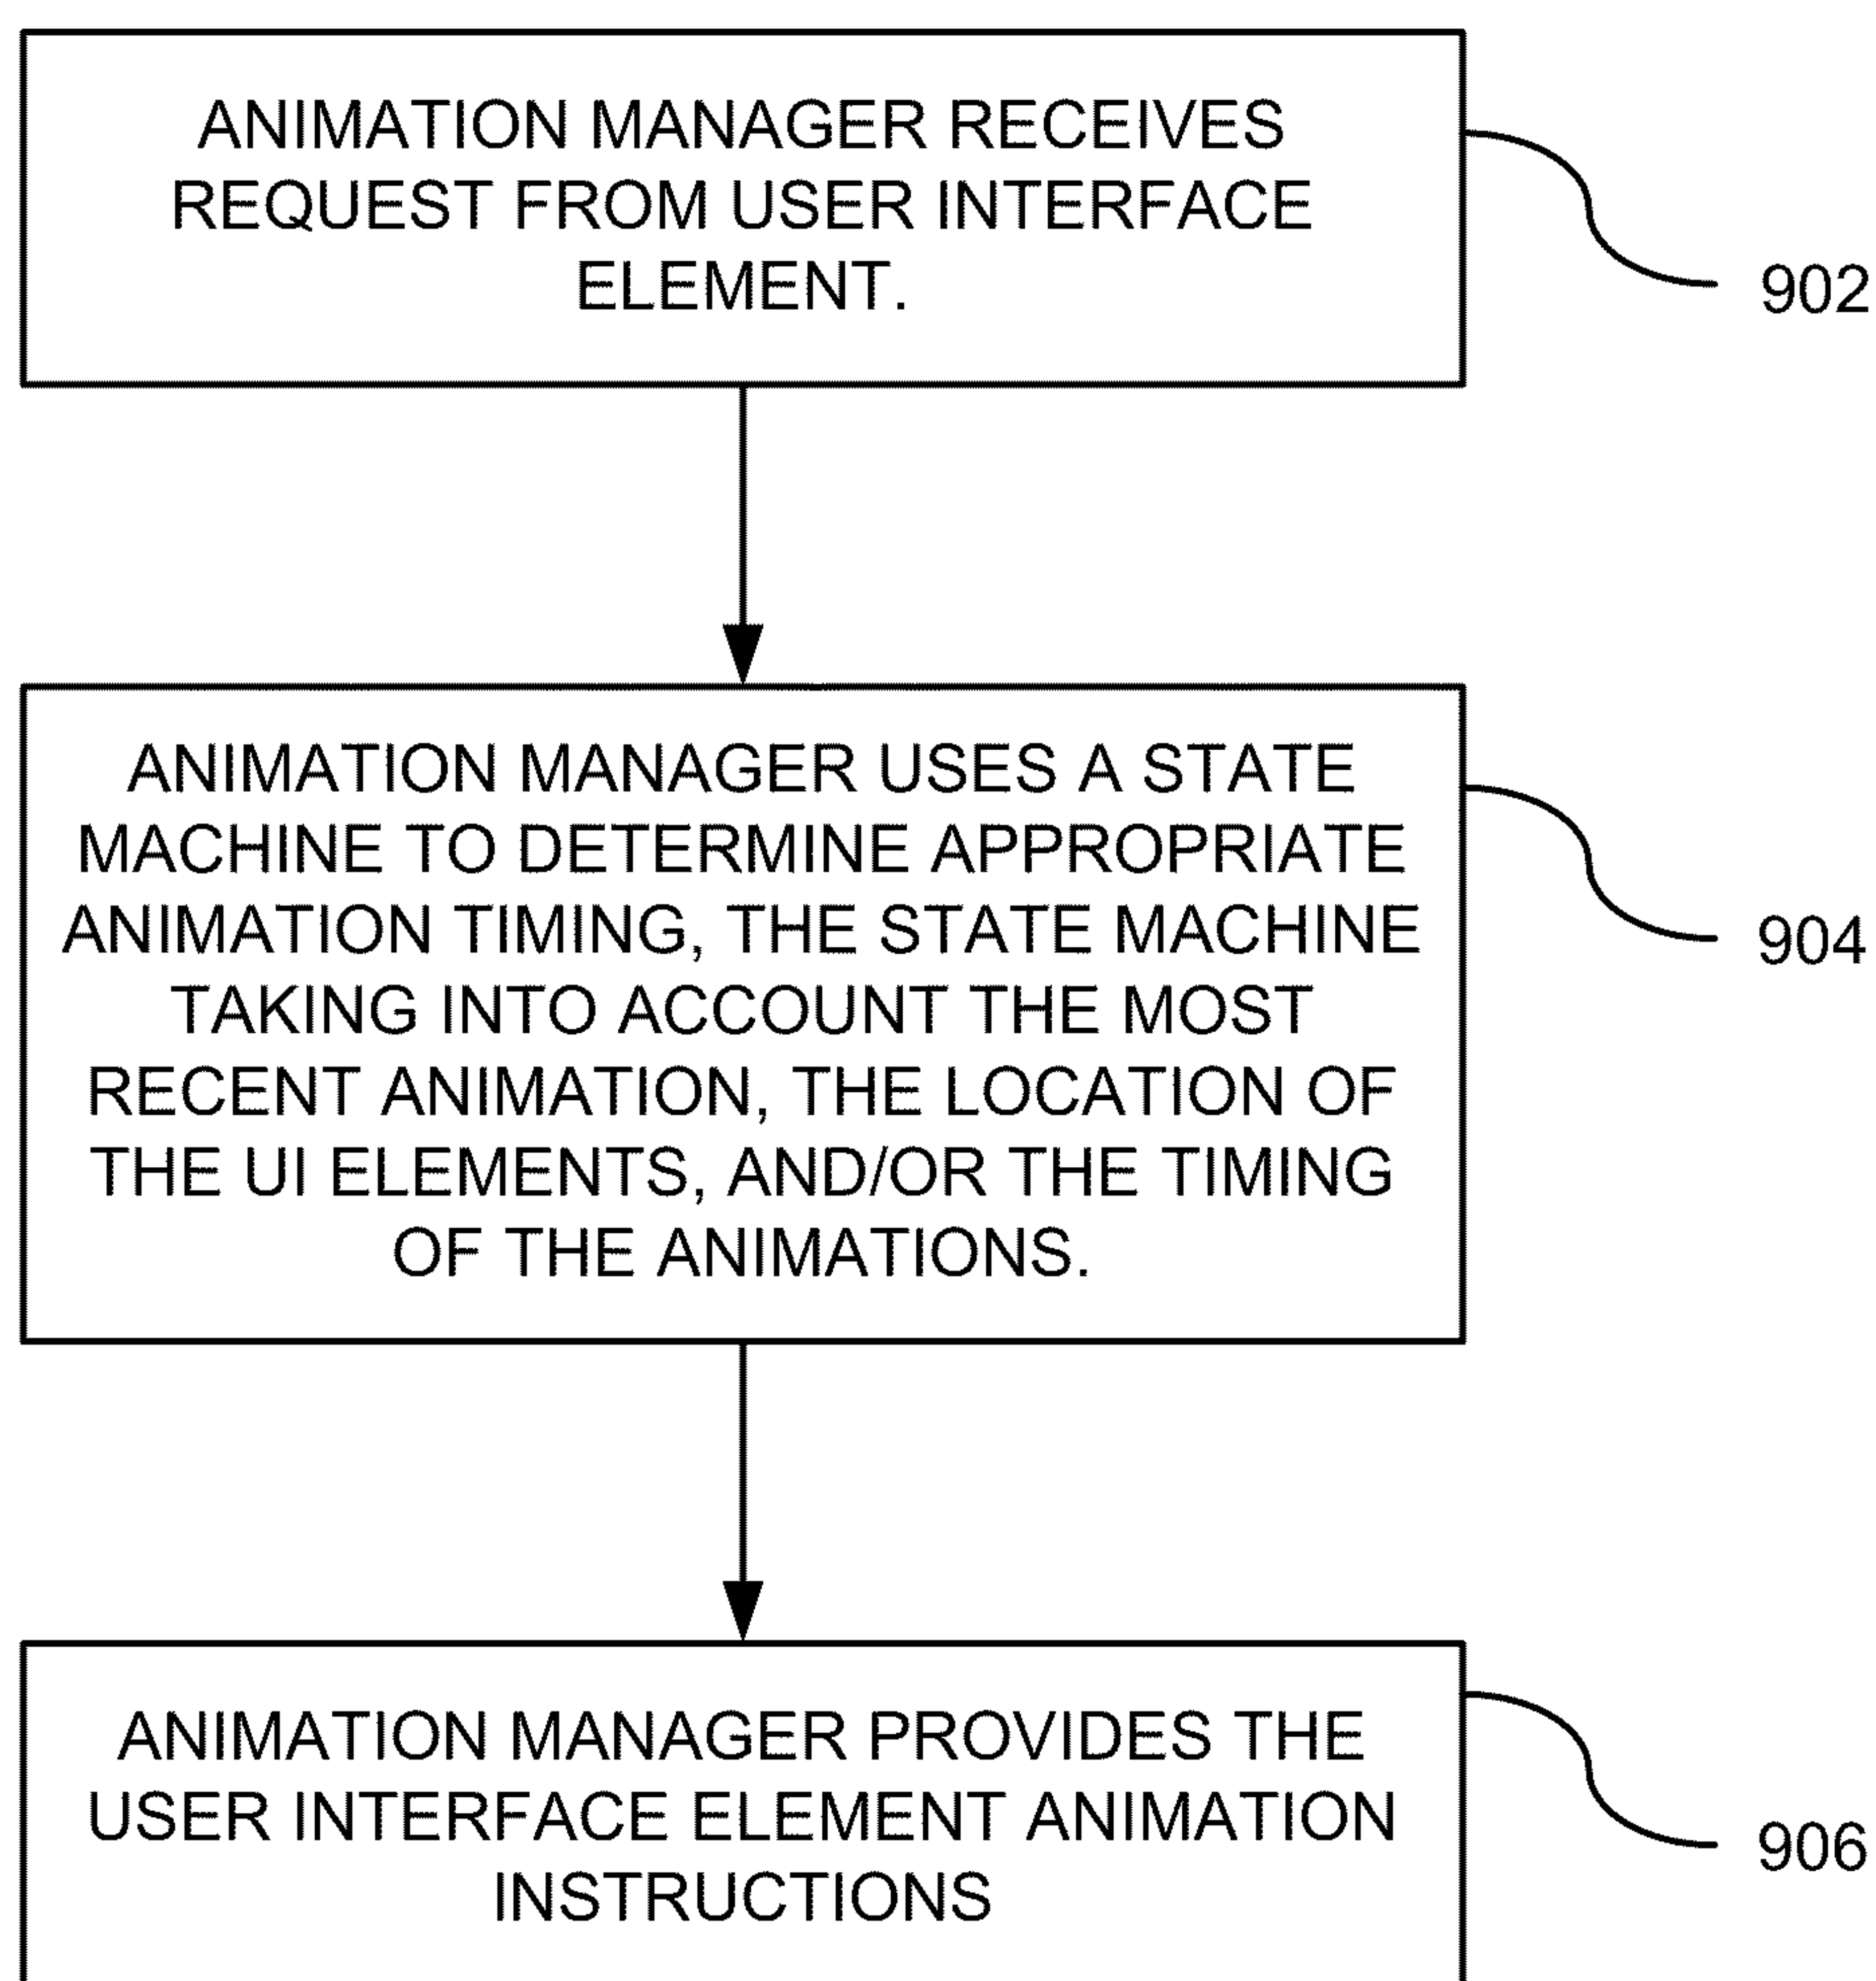 ANIMATION MANAGER RECEIVES
REQUEST FROM USER INTERFACE
ELEMENT.
902
ANIMATION MANAGER USES A STATE
MACHINE TO DETERMINE APPROPRIATE
ANIMATION TIMING, THE STATE MACHINE
TAKING INTO ACCOUNT THE MOST
RECENT ANIMATION, THE LOCATION OF
THE UI ELEMENTS, AND/OR THE TIMING
OF THE ANIMATIONS.
904
ANIMATION MANAGER PROVIDES THE
USER INTERFACE ELEMENT ANIMATION
INSTRUCTIONS
906